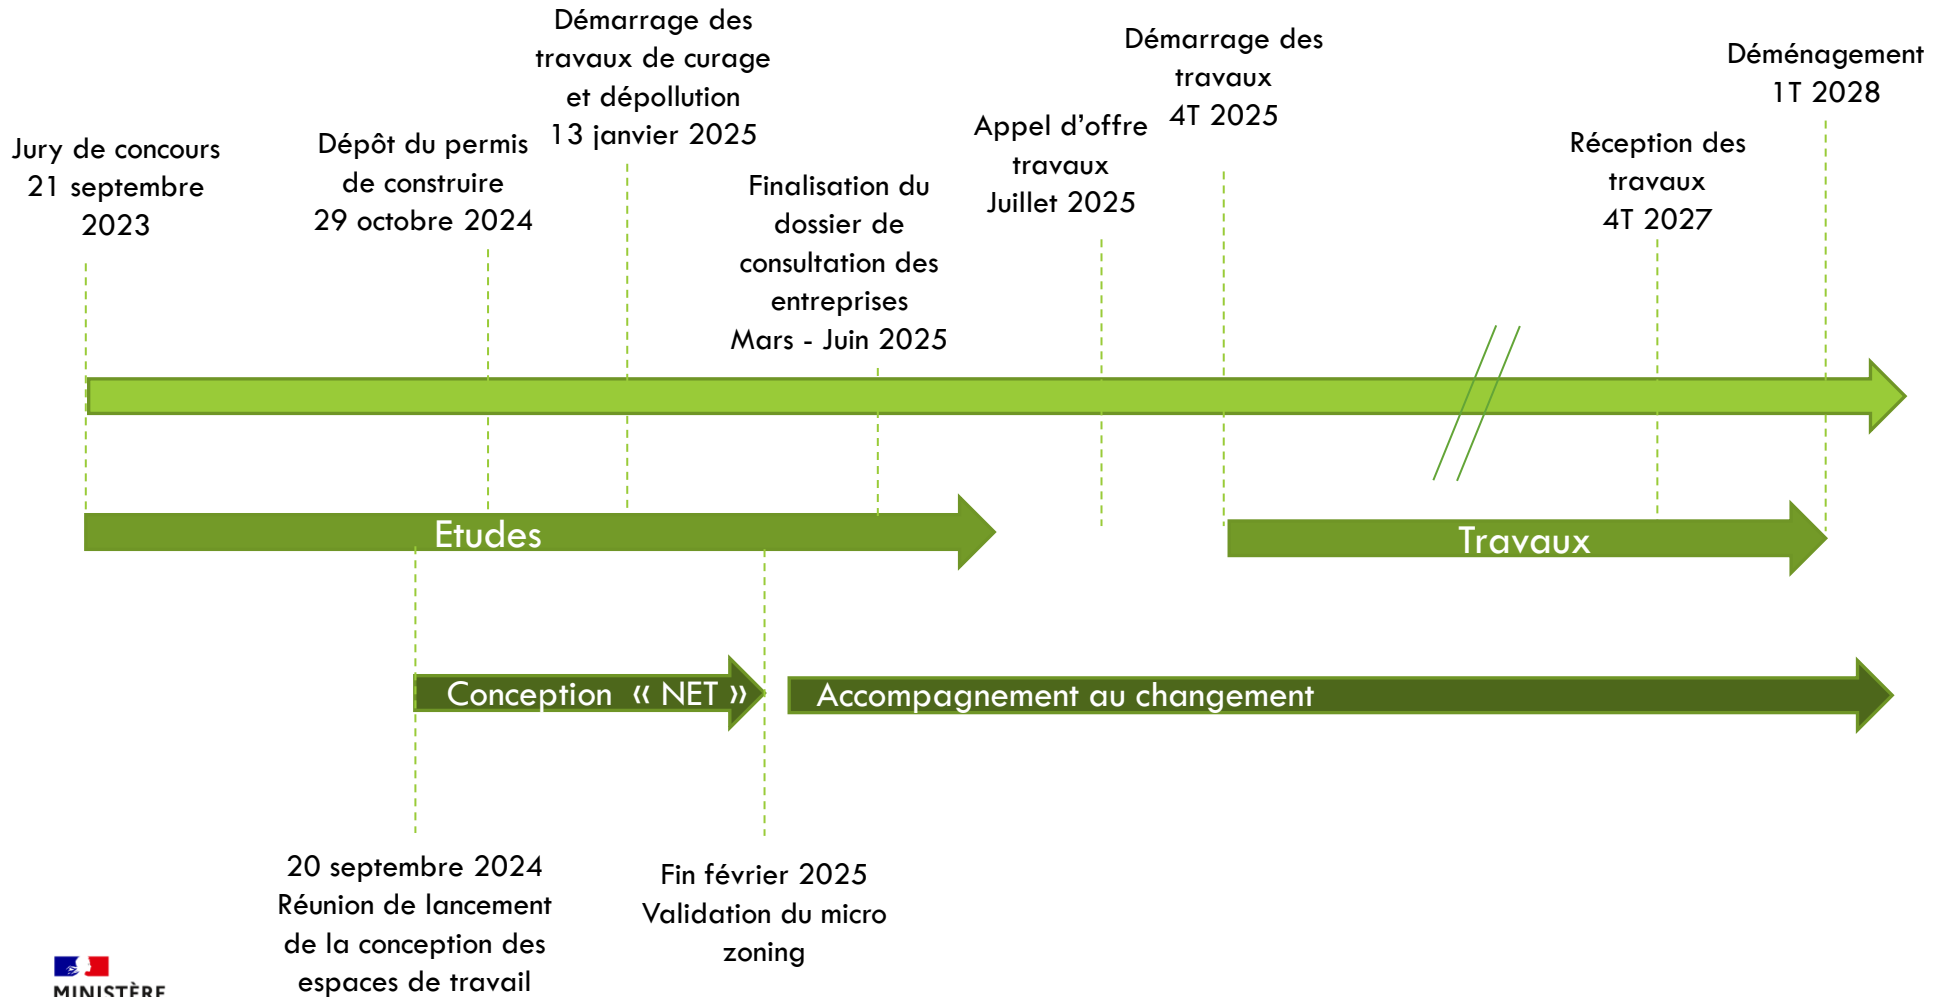 Jury de concours
21 septembre
2023
Dépôt du permis
de construire
29 octobre 2024
Démarrage des
travaux de curage
et dépollution
13 janvier 2025
Finalisation du
dossier de
consultation des
entreprises
Mars - Juin 2025
Appel d’offre
travaux
Juillet 2025
Démarrage des
travaux
4T 2025
Réception des
travaux
4T 2027
Déménagement
1T 2028
Etudes
Travaux
Conception « NET »
Accompagnement au changement
20 septembre 2024
Réunion de lancement
de la conception des
espaces de travail
Fin février 2025
Validation du micro
zoning
MINISTÈRE